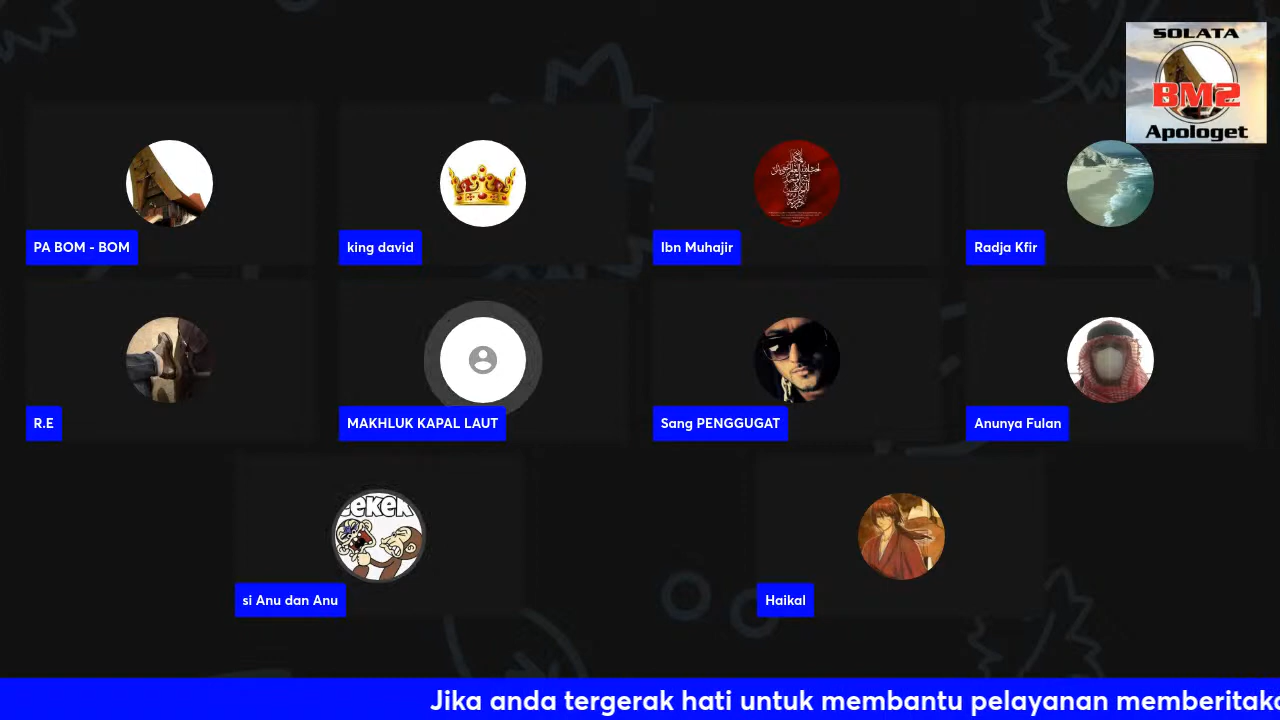 SOLATA
BM2
Apologet
PA BOM - BOM
king david
Ibn Muhajir
Radja Kfir
R.E
MAKHLUK KAPAL LAUT
Sang PENGGUGAT
Anunya Fulan
si Anu dan Anu
Haikal
Jika anda tergerak hati untuk membantu pelayanan